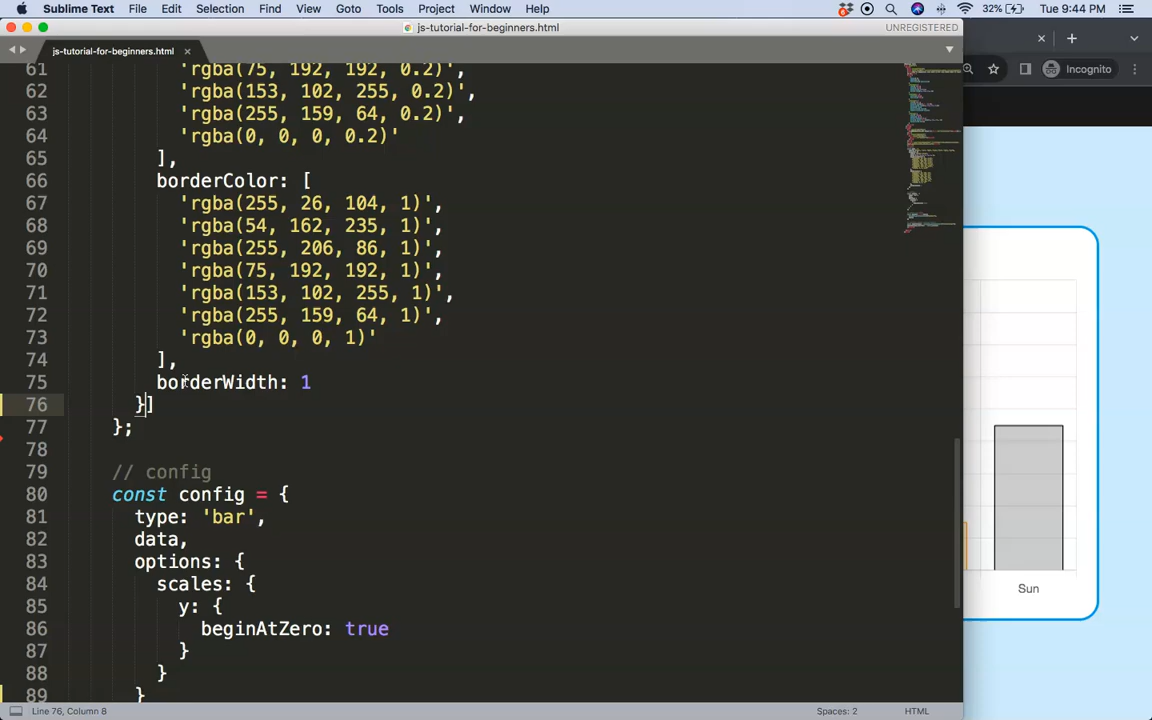 Sublime Text File Edit Selection Find View Goto Tools Project Window Help 32% Tue 9:44 PM
js-tutorial-for-beginners.html UNREGISTERED
js-tutorial-for-beginners.html
Incognito
61 'rgba(75, 192, 192, 0.2)',
62 'rgba(153, 102, 255, 0.2)',
63 'rgba(255, 159, 64, 0.2)',
64 'rgba(0, 0, 0, 0.2)'
65 ],
66 borderColor: [
67 'rgba(255, 26, 104, 1)',
68 'rgba(54, 162, 235, 1)',
69 'rgba(255, 206, 86, 1)',
70 'rgba(75, 192, 192, 1)',
71 'rgba(153, 102, 255, 1)',
72 'rgba(255, 159, 64, 1)',
73 'rgba(0, 0, 0, 1)'
74 ],
75 borderWidth: 1
76 }]
77 };
78
79 // config
80 const config = {
81 type: 'bar',
82 data,
83 options: {
84 scales: {
85 y: {
86 beginAtZero: true
87 }
88 }
89 }
Sun
Line 76, Column 8 Spaces: 2 HTML